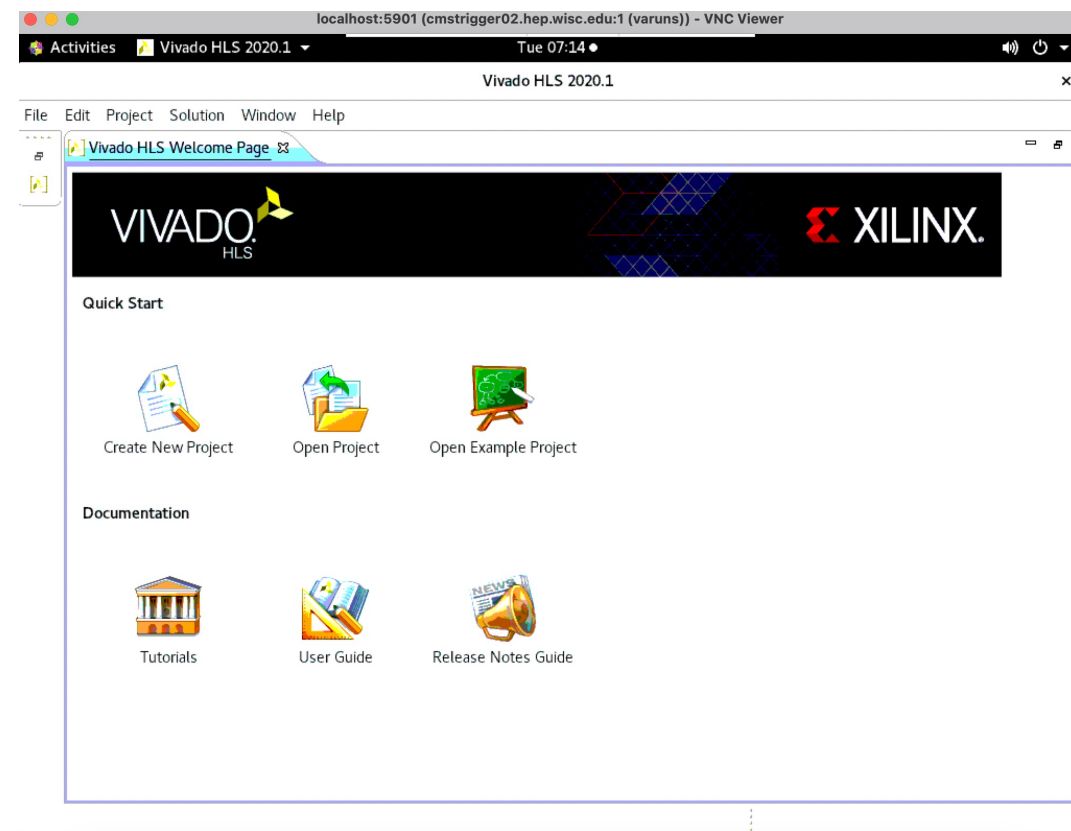 localhost:5901 (cmstrigger02.hep.wisc.edu:1 (varuns)) - VNC Viewer
Activities Vivado HLS 2020.1 Tue 07:14
Vivado HLS 2020.1
File Edit Project Solution Window Help
Vivado HLS Welcome Page
VIVADO.
HLS
XILINX.
Quick Start
Create New Project Open Project Open Example Project
Documentation
NEWS
Tutorials User Guide Release Notes Guide